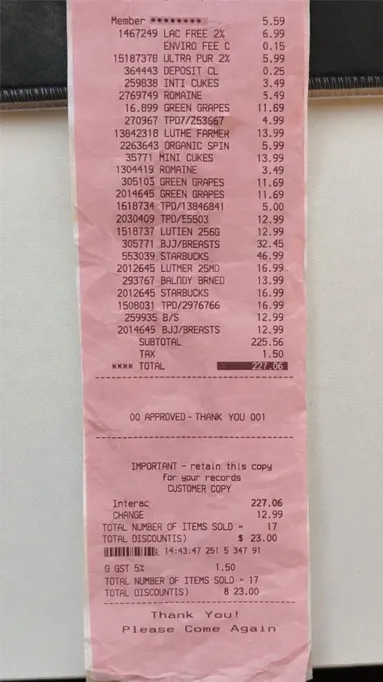 Member ******** 5.59
1467249 LAC FREE 2% 6.99
ENVIRO FEE C 0.15
15187378 ULTRA PUR 2% 5.99
364443 DEPOSIT CL 0.25
259838 INTI CUKES 3.49
2769749 ROMAINE 5.49
16.899 GREEN GRAPES 11.69
270967 TPD7/Z53667 4.99
13842318 LUTHE FARMER 13.99
2263643 ORGANIC SPIN 5.99
35771 MINI CUKES 13.99
1304419 ROMAINE 3.49
305103 GREEN GRAPES 11.69
2014645 GREEN GRAPES 11.69
1618734 TPD/13846841 5.00
2030409 TPD/E5503 12.99
1518737 LUTIEN 256G 12.99
305771 BJJ/BREASTS 32.45
553039 STARBUCKS 46.99
2012645 LUTMER 25MD 16.99
293767 BALNDY BRNED 13.99
2012645 STARBUCKS 16.99
1508031 TPD/2976766 16.99
259935 B/S 12.99
2014645 BJJ/BREASTS 12.99
SUBTOTAL 225.56
TAX 1.50
**** TOTAL 227.06
00 APPROVED - THANK YOU 001
IMPORTANT - retain this copy
for your records
CUSTOMER COPY
Interac 227.06
CHANGE 12.99
TOTAL NUMBER OF ITEMS SOLD = 17
TOTAL DISCOUNTIS) $ 23.00
14:43:47 251 5 347 91
G GST 5% 1.50
TOTAL NUMBER OF ITEMS SOLD - 17
TOTAL DISCOUNTIS) 8 23.00
Thank You!
Please Come Again